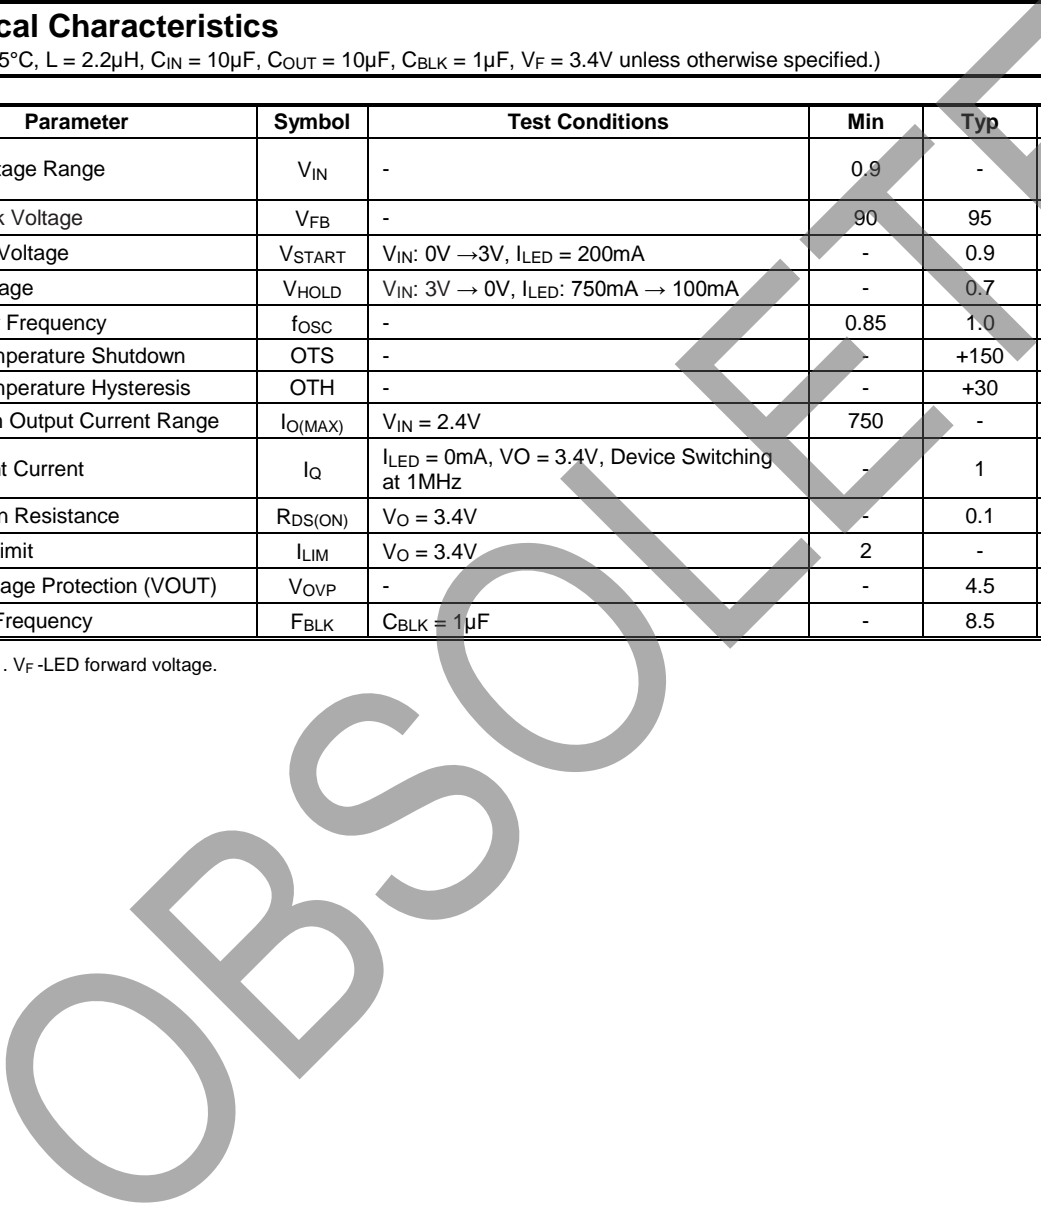 cal Characteristics
5°C, L = 2.2µH, CIN = 10µF, COUT = 10µF, CBLK = 1µF, VF = 3.4V unless otherwise specified.)
Parameter Symbol Test Conditions Min Typ
tage Range VIN - 0.9 -
k Voltage VFB - 90 95
Voltage VSTART VIN: 0V →3V, ILED = 200mA - 0.9
age VHOLD VIN: 3V → 0V, ILED: 750mA → 100mA - 0.7
Frequency fOSC - 0.85 1.0
mperature Shutdown OTS - - +150
mperature Hysteresis OTH - - +30
n Output Current Range IO(MAX) VIN = 2.4V 750 -
t Current IQ ILED = 0mA, VO = 3.4V, Device Switching at 1MHz - 1
n Resistance RDS(ON) VO = 3.4V - 0.1
imit ILIM VO = 3.4V 2 -
age Protection (VOUT) VOVP - - 4.5
Frequency FBLK CBLK = 1µF - 8.5
. VF -LED forward voltage.
OBSOLETE